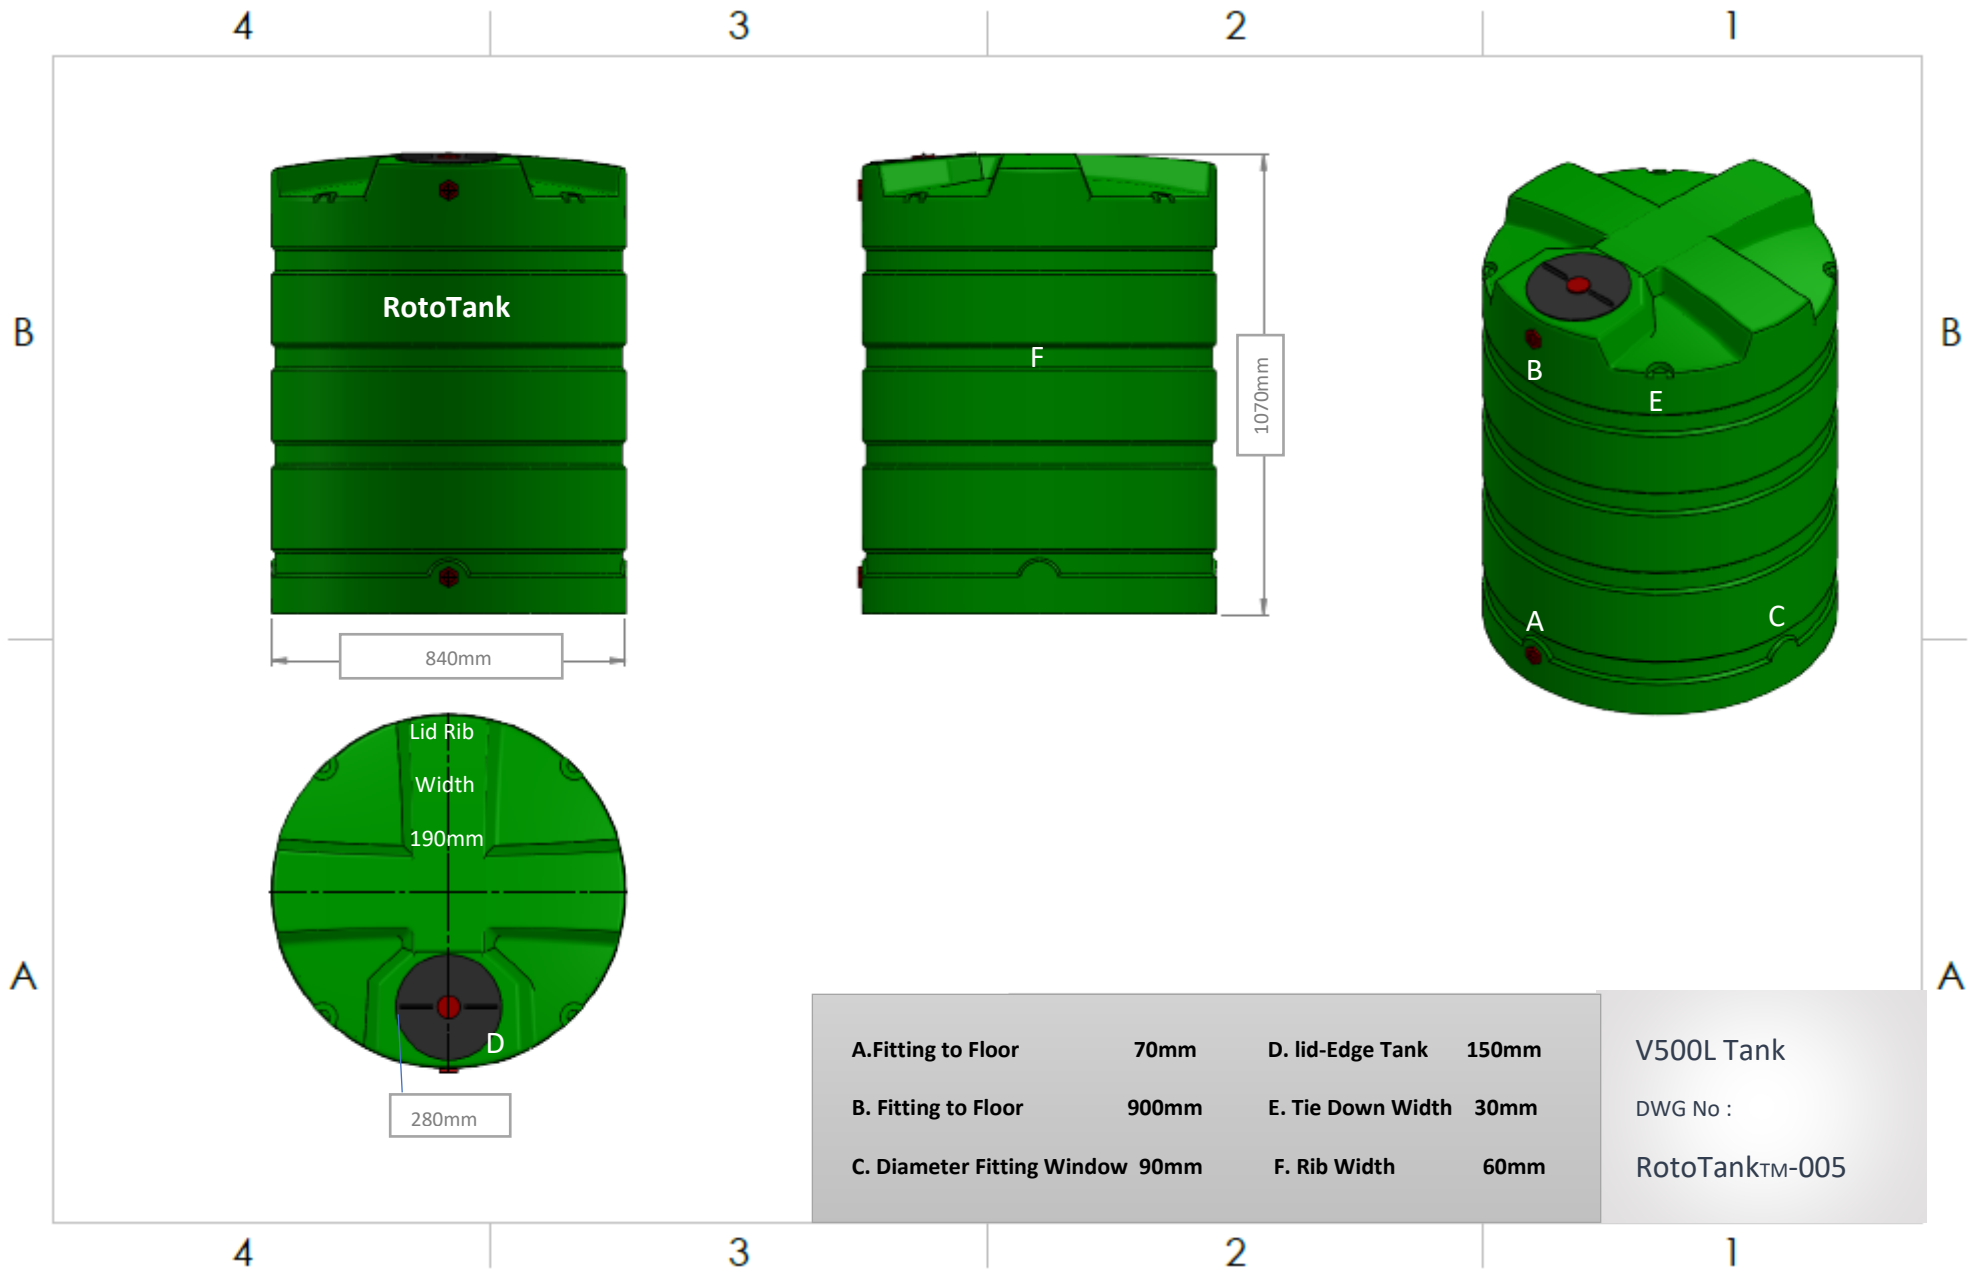 4 3 2 1
RotoTank
B
F
B
1070mm
B
E
A
C
840mm
Lid Rib
Width
190mm
A
A
D
280mm
A.Fitting to Floor 70mm D. lid-Edge Tank 150mm
B. Fitting to Floor 900mm E. Tie Down Width 30mm
C. Diameter Fitting Window 90mm F. Rib Width 60mm
V500L Tank
DWG No :
RotoTankTM-005
4 3 2 1